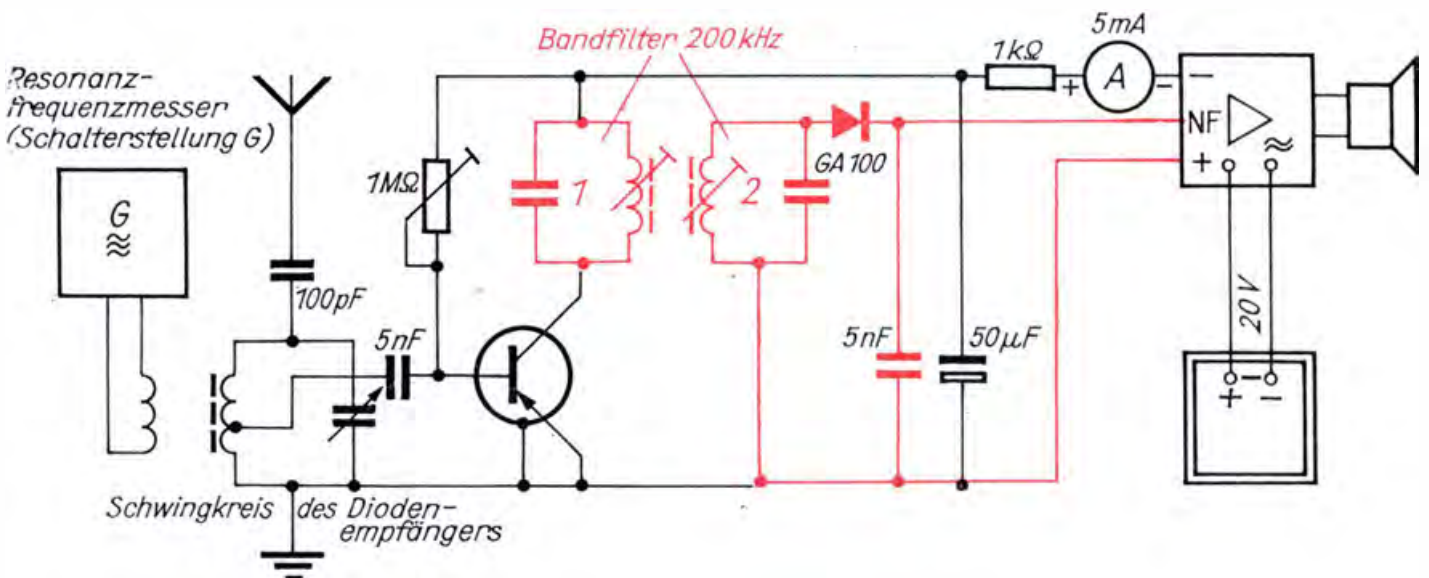 Bandfilter 200 kHz
Resonanz-
frequenzmesser
(Schalterstellung G)
G
≈
100pF
1MΩ
5nF
1
2
GA 100
5nF
50µF
1kΩ
5mA
+ A -
-
NF
+
≈
20V
+ - -
Schwingkreis des Dioden-
empfängers